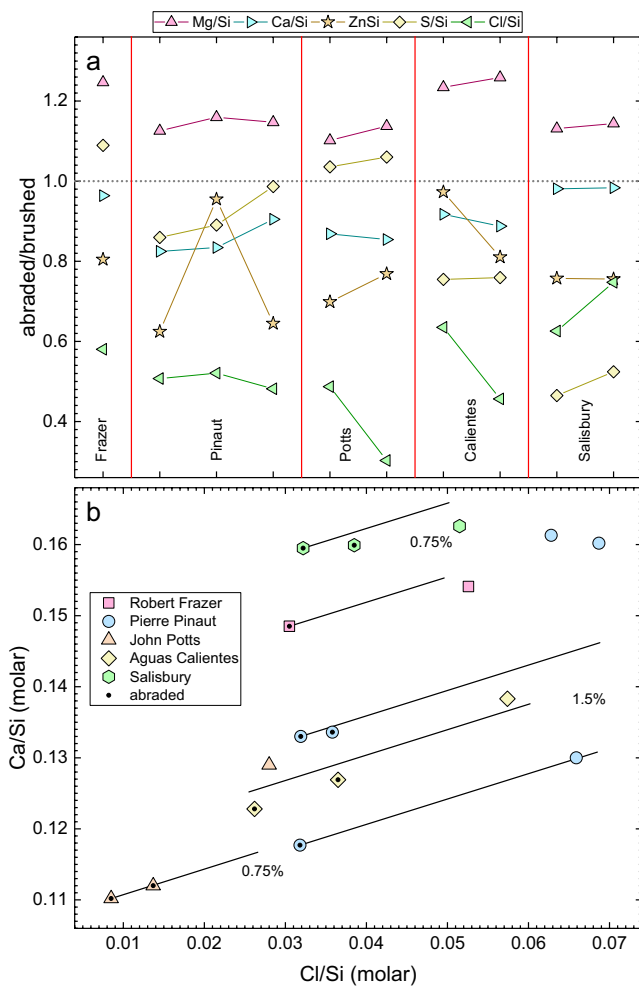 Mg/Si Ca/Si ZnSi S/Si Cl/Si
a
abraded/brushed
1.2
1.0
0.8
0.6
0.4
Frazer
Pinaut
Potts
Calientes
Salisbury
b
Ca/Si (molar)
0.16
0.15
0.14
0.13
0.12
0.11
0.75%
Robert Frazer
Pierre Pinaut
John Potts
Aguas Calientes
Salisbury
abraded
1.5%
0.75%
0.01 0.02 0.03 0.04 0.05 0.06 0.07
Cl/Si (molar)